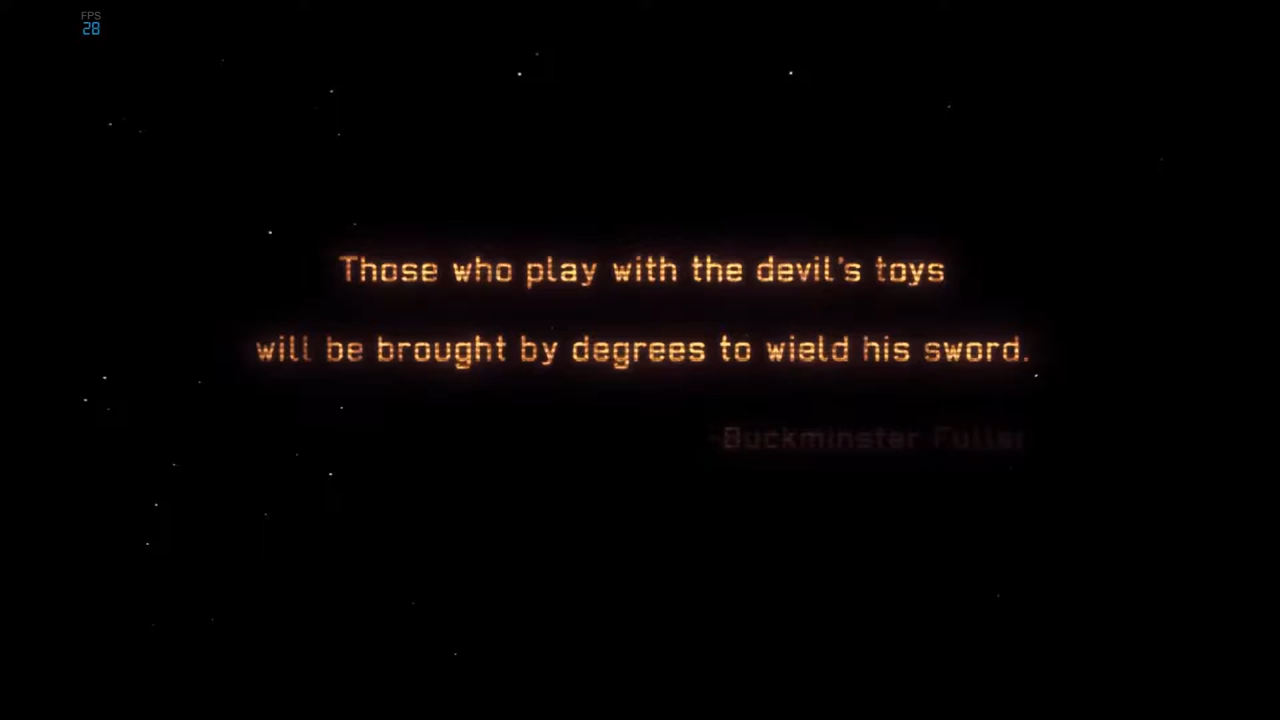 FPS
28
Those who play with the devil's toys
will be brought by degrees to wield his sword.
-Buckminster Fuller